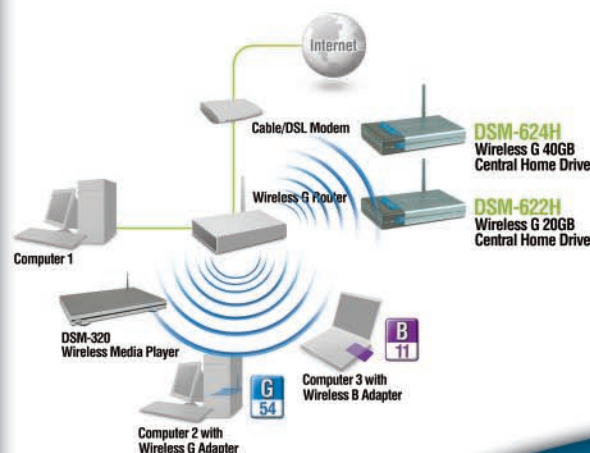 Internet
Cable/DSL Modem
DSM-624H
Wireless G 40GB
Central Home Drive
Wireless G Router
DSM-622H
Wireless G 20GB
Central Home Drive
Computer 1
DSM-320
Wireless Media Player
B
11
Computer 3 with
Wireless B Adapter
G
54
Computer 2 with
Wireless G Adapter